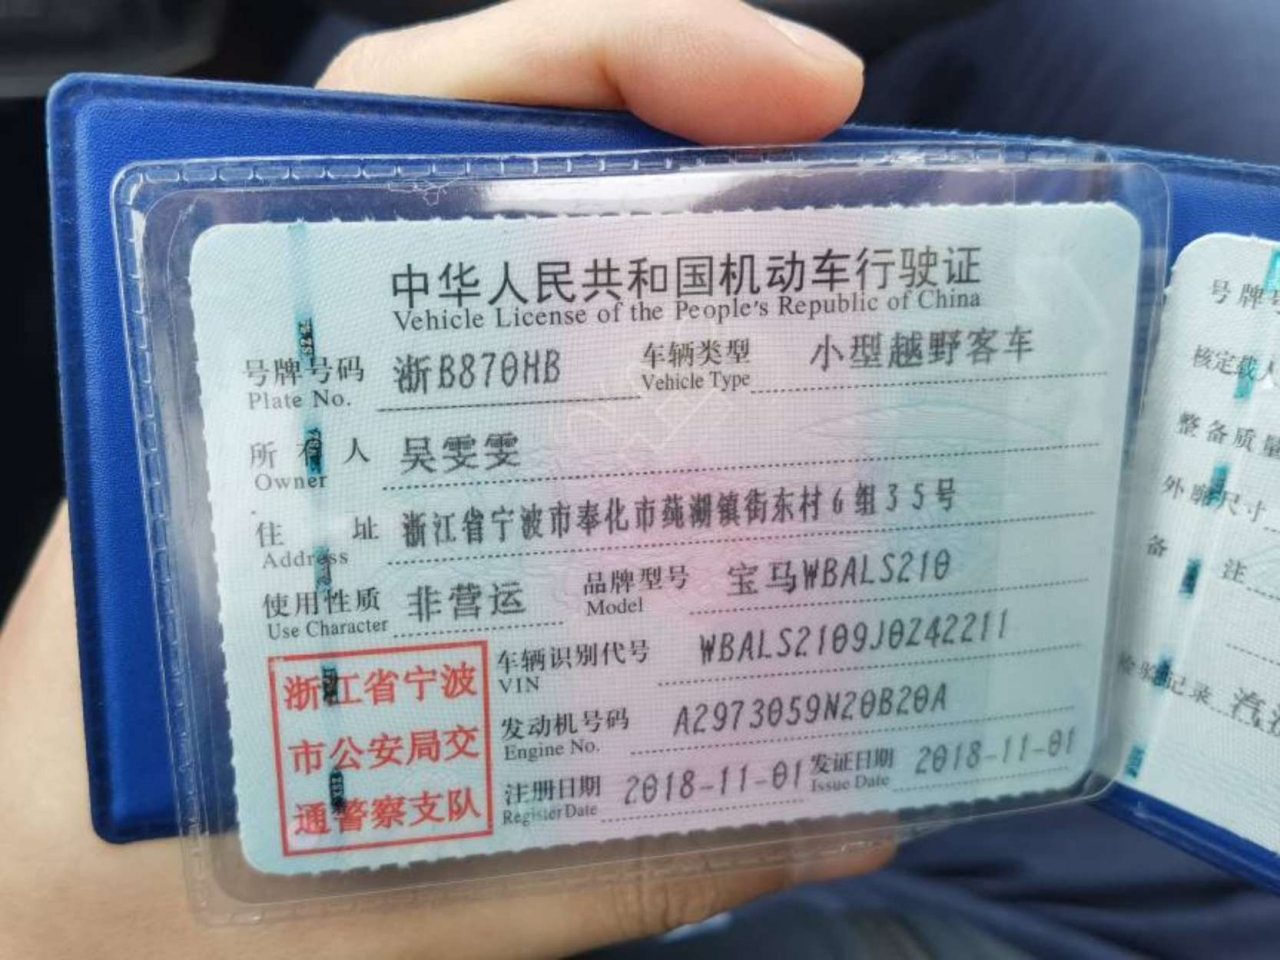 中华人民共和国机动车行驶证
Vehicle License of the People's Republic of China
号牌号码 浙B870HB 车辆类型 小型越野客车
Plate No. Vehicle Type
所有人 吴雯雯
Owner
住址 浙江省宁波市奉化市莼湖镇街东村6组35号
Address
使用性质 非营运 品牌型号 宝马WBALS210
Use Character Model
车辆识别代号 WBALS2109J0Z42211
VIN
发动机号码 A2973059N20B20A
Engine No.
注册日期 2018-11-01 发证日期 2018-11-01
Register Date Issue Date
浙江省宁波
市公安局交
通警察支队
号牌
核定载人
整备质量
外廓尺寸
备注
检验记录